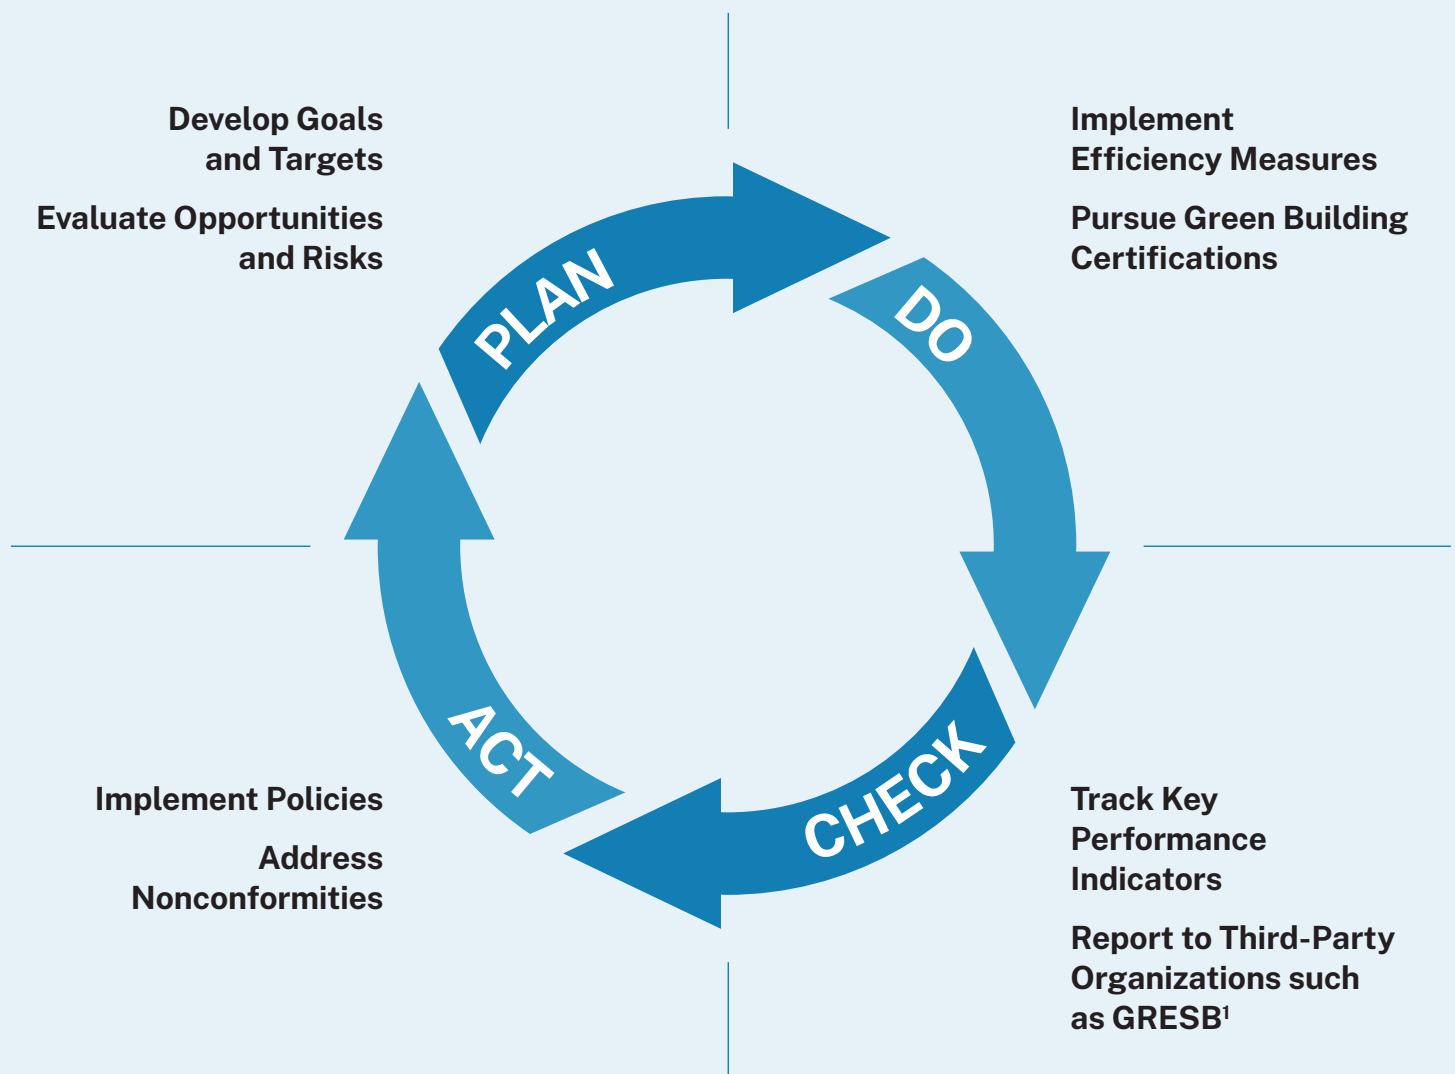 Develop Goals
and Targets
Evaluate Opportunities
and Risks
PLAN
Implement
Efficiency Measures
Pursue Green Building
Certifications
DO
CHECK
Track Key
Performance
Indicators
Report to Third-Party
Organizations such
as GRESB¹
ACT
Implement Policies
Address
Nonconformities